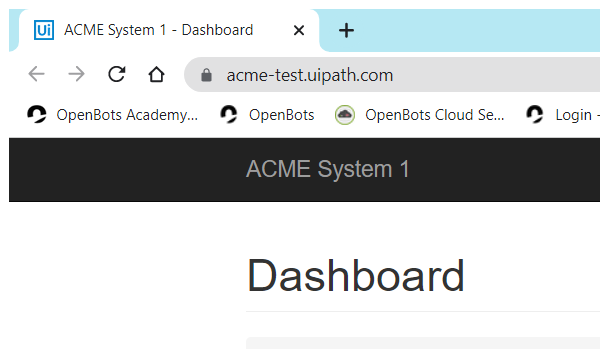 Ui ACME System 1 - Dashboard
acme-test.uipath.com
OpenBots Academy... OpenBots OpenBots Cloud Se... Login -
ACME System 1
Dashboard